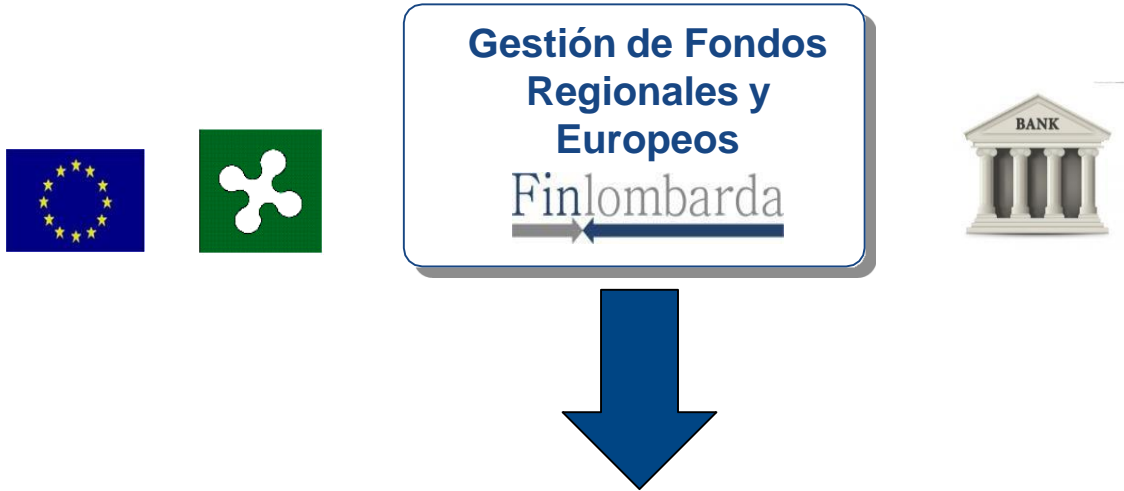 Gestión de Fondos
Regionales y
Europeos
Finlombarda
BANK